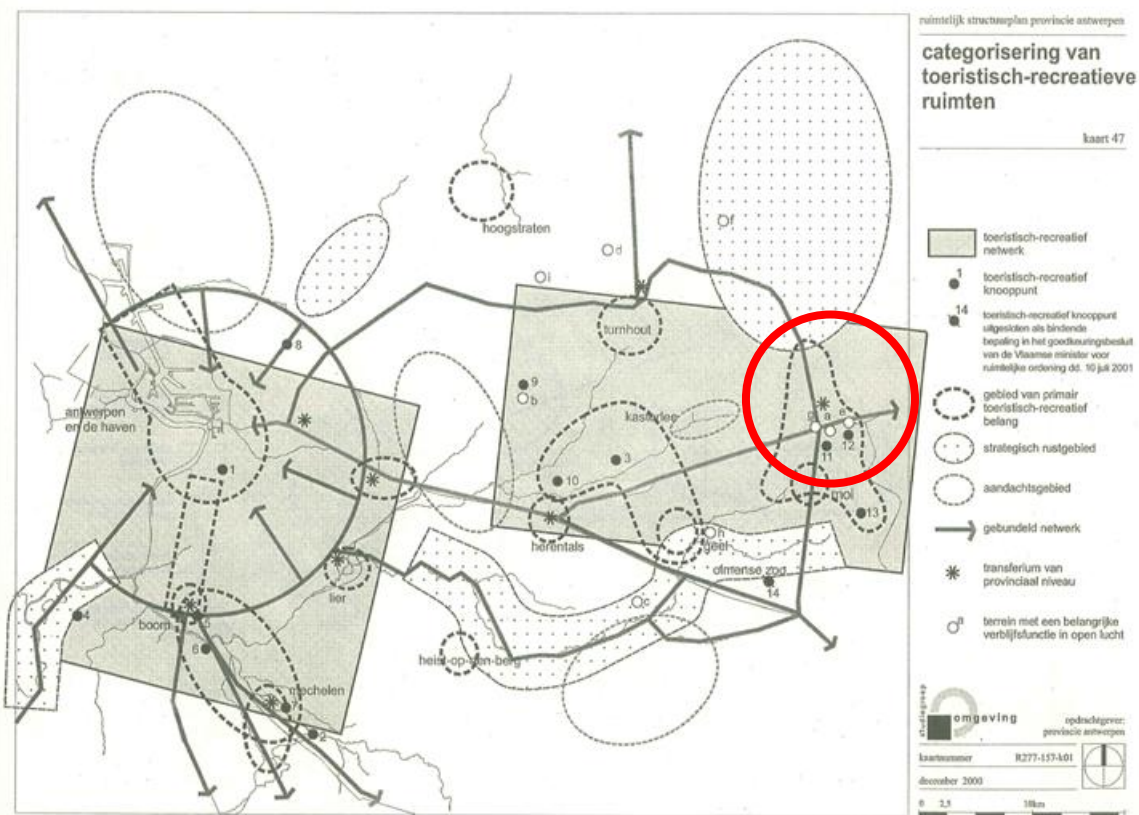 ruimtelijk structuurplan provincie antwerpen
categorisering van
toeristisch-recreatieve
ruimten
kaart 47
toeristisch-recreatief
netwerk
1
toeristisch-recreatief
knooppunt
14
toeristisch-recreatief knooppunt
uitgesloten als bindende
bepaling in het goedkeuringsbesluit
van de Vlaamse minister voor
ruimtelijke ordening dd. 10 juli 2001
gebied van primair
toeristisch-recreatief
belang
strategisch rustgebied
aandachtsgebied
gebundeld netwerk
transferium van
provinciaal niveau
a
terrein met een belangrijke
verblijfsfunctie in open lucht
studiegroep
omgeving
opdrachtgever:
provincie antwerpen
kaartnummer R277-157-k01
december 2000
0 2,5 10km
hoogstraten
f
d
i
turnhout
8
9
b
kasterlee
antwerpen
en de haven
g a e
11 12
1
3
10
mol
13
herentals
h
geel
olmense zoo
14
lier
c
4
boom
5
6
heist-op-den-berg
mechelen
7
2